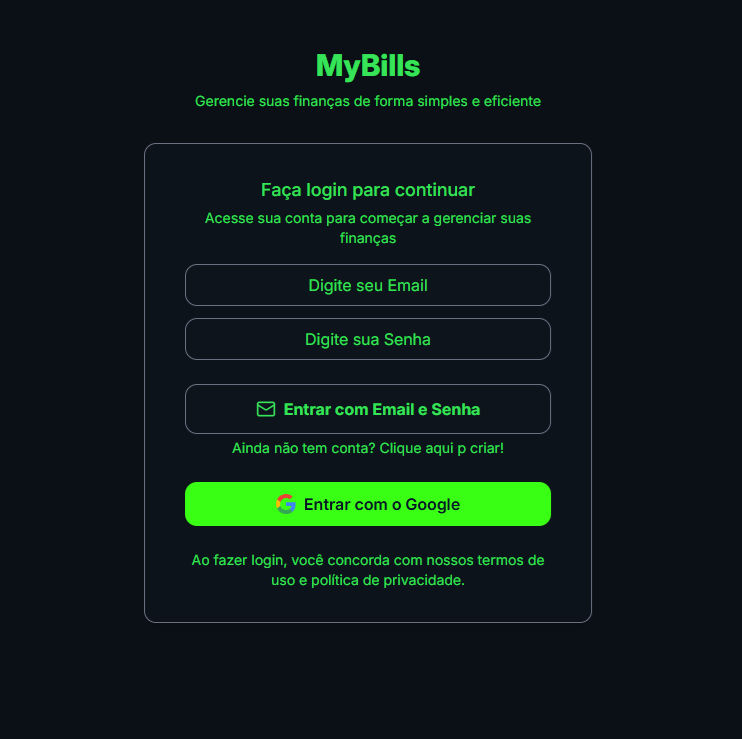 MyBills
Gerencie suas finanças de forma simples e eficiente
Faça login para continuar
Acesse sua conta para começar a gerenciar suas
finanças
Digite seu Email
Digite sua Senha
Entrar com Email e Senha
Ainda não tem conta? Clique aqui p criar!
Entrar com o Google
Ao fazer login, você concorda com nossos termos de
uso e política de privacidade.